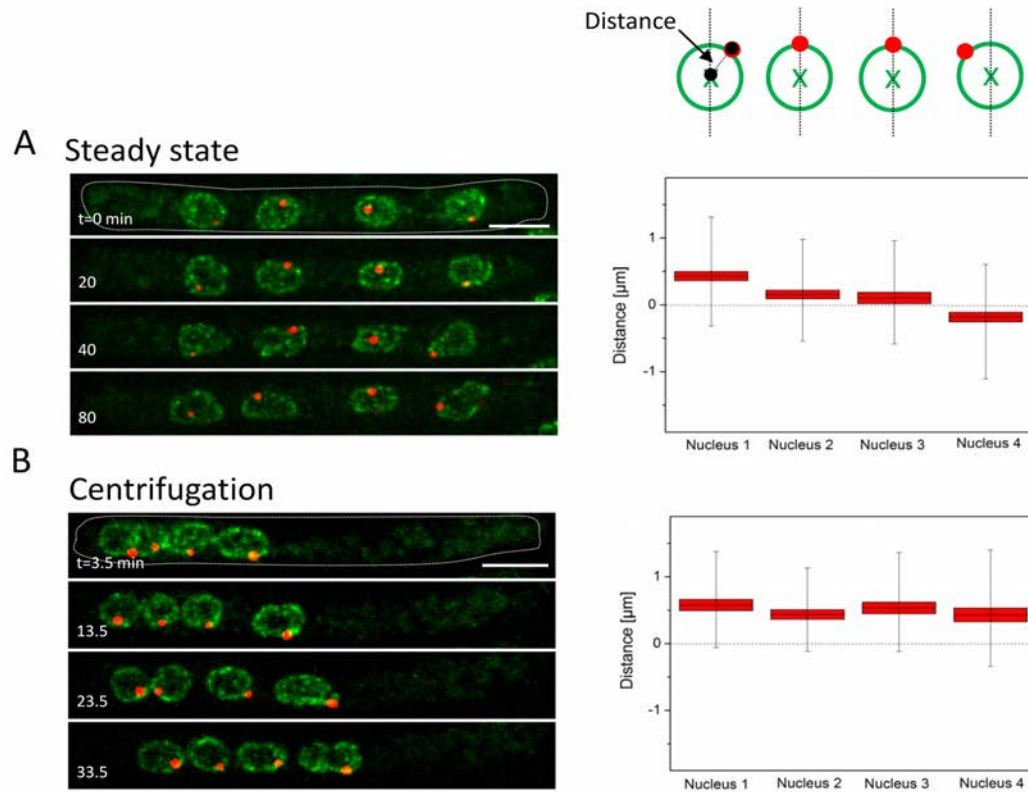 Distance
X X X X
A Steady state
t=0 min
20
40
80
Distance [µm]
1
0
-1
Nucleus 1 Nucleus 2 Nucleus 3 Nucleus 4
B
Centrifugation
t=3.5 min
13.5
23.5
33.5
Distance [µm]
1
0
-1
Nucleus 1 Nucleus 2 Nucleus 3 Nucleus 4